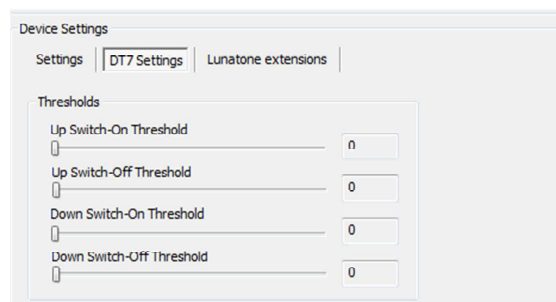 Device Settings
Settings DT7 Settings Lunatone extensions
Thresholds
Up Switch-On Threshold
0
Up Switch-Off Threshold
0
Down Switch-On Threshold
0
Down Switch-Off Threshold
0